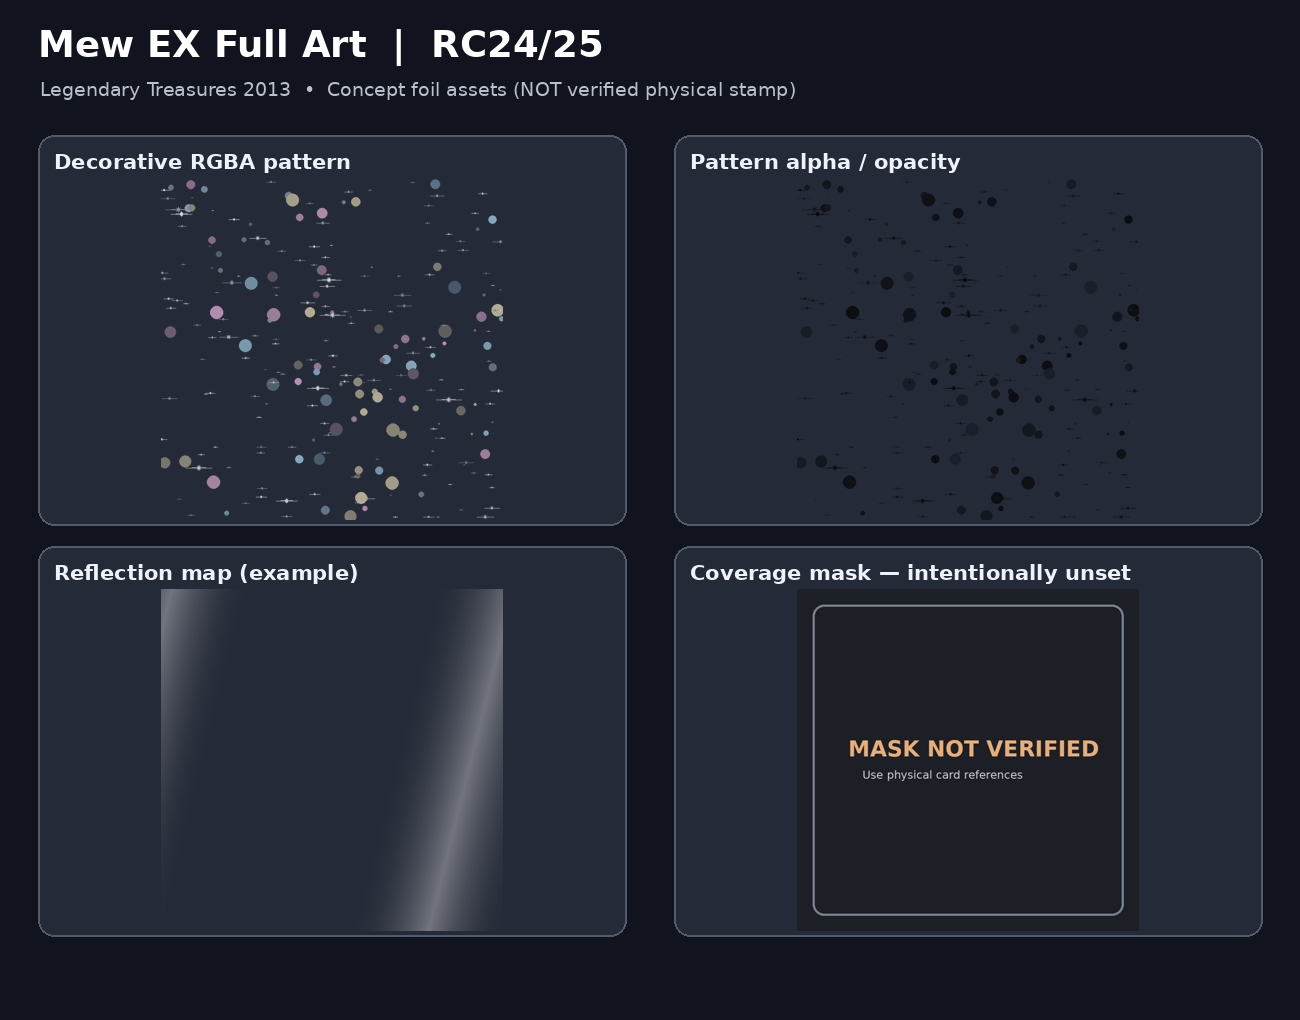 Mew EX Full Art | RC24/25
Legendary Treasures 2013 • Concept foil assets (NOT verified physical stamp)
Decorative RGBA pattern
Pattern alpha / opacity
Reflection map (example)
Coverage mask — intentionally unset
MASK NOT VERIFIED
Use physical card references